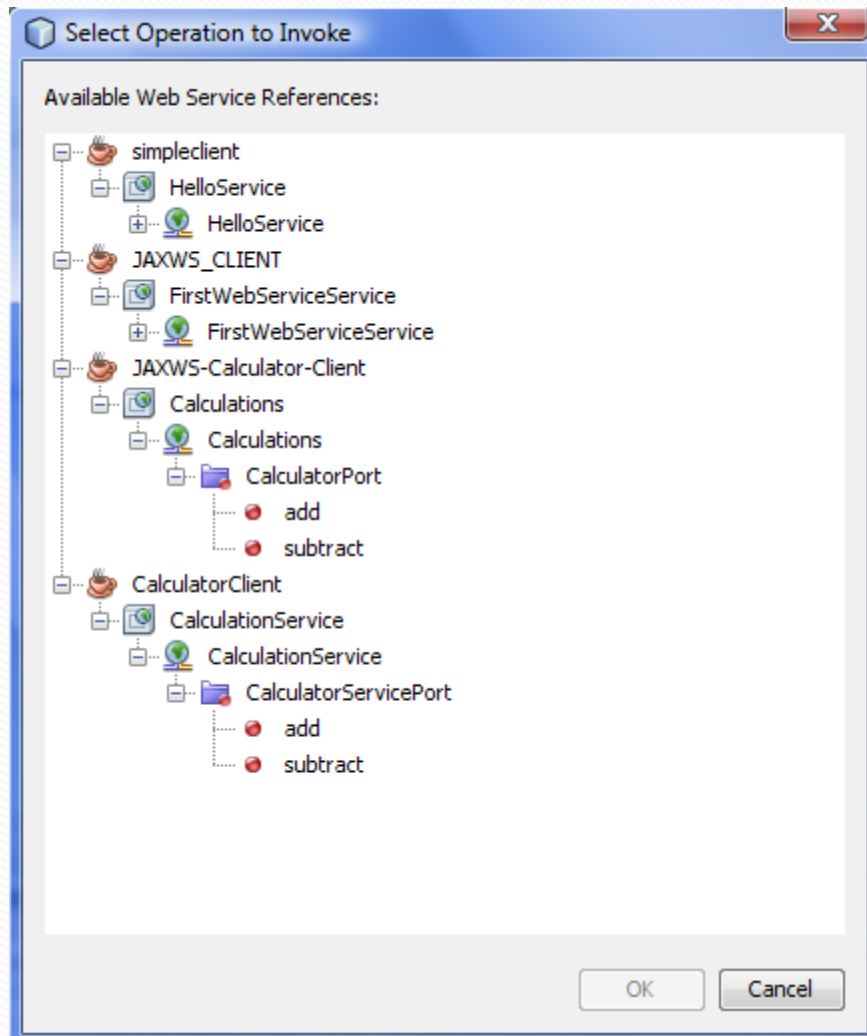 Select Operation to Invoke
Available Web Service References:
simpleclient
HelloService
HelloService
JAXWS_CLIENT
FirstWebServiceService
FirstWebServiceService
JAXWS-Calculator-Client
Calculations
Calculations
CalculatorPort
add
subtract
CalculatorClient
CalculationService
CalculationService
CalculatorServicePort
add
subtract
OK Cancel